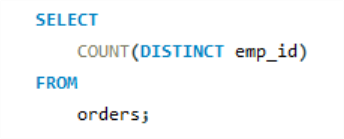 SELECT
    COUNT(DISTINCT emp_id)
FROM
    orders;